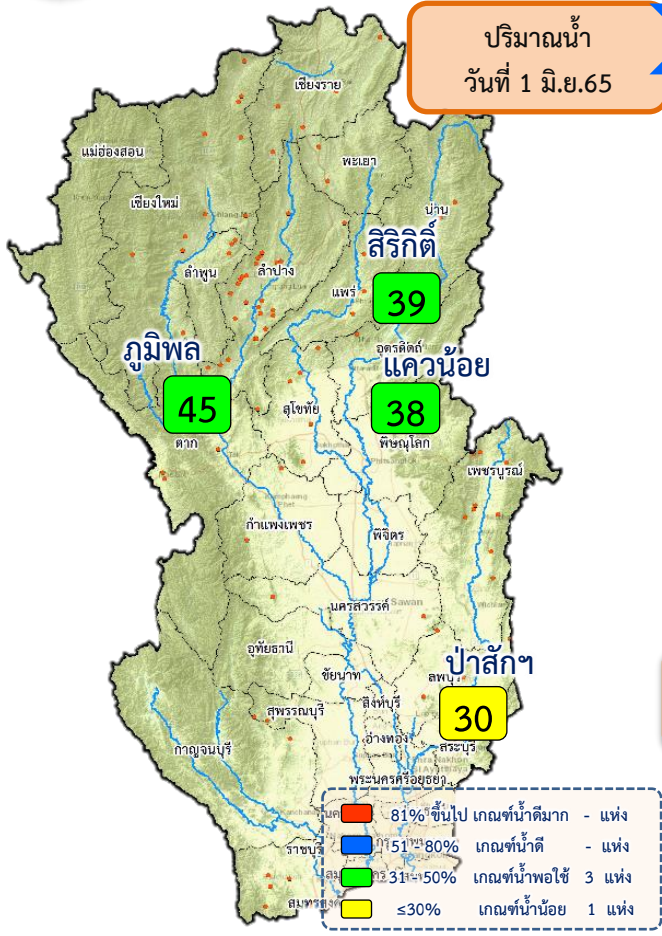 ปริมาณน้ำ
วันที่ 1 มิ.ย.65
เชียงราย
แม่ฮ่องสอน
พะเยา
เชียงใหม่
น่าน
สิริกิติ์
ลำพูน
ลำปาง
แพร่
39
อุตรดิตถ์
ภูมิพล
แควน้อย
45
สุโขทัย
38
ตาก
พิษณุโลก
เพชรบูรณ์
กำแพงเพชร
พิจิตร
นครสวรรค์
Sawan
อุทัยธานี
ชัยนาท
ป่าสักฯ
ลพบุรี
สิงห์บุรี
สุพรรณบุรี
30
อ่างทอง
สระบุรี
กาญจนบุรี
พระนครศรีอยุธยา
81% ขึ้นไป เกณฑ์น้ำดีมาก - แห่ง
51 - 80% เกณฑ์น้ำดี - แห่ง
ราชบุรี
31 - 50% เกณฑ์น้ำพอใช้ 3 แห่ง
≤30% เกณฑ์น้ำน้อย 1 แห่ง